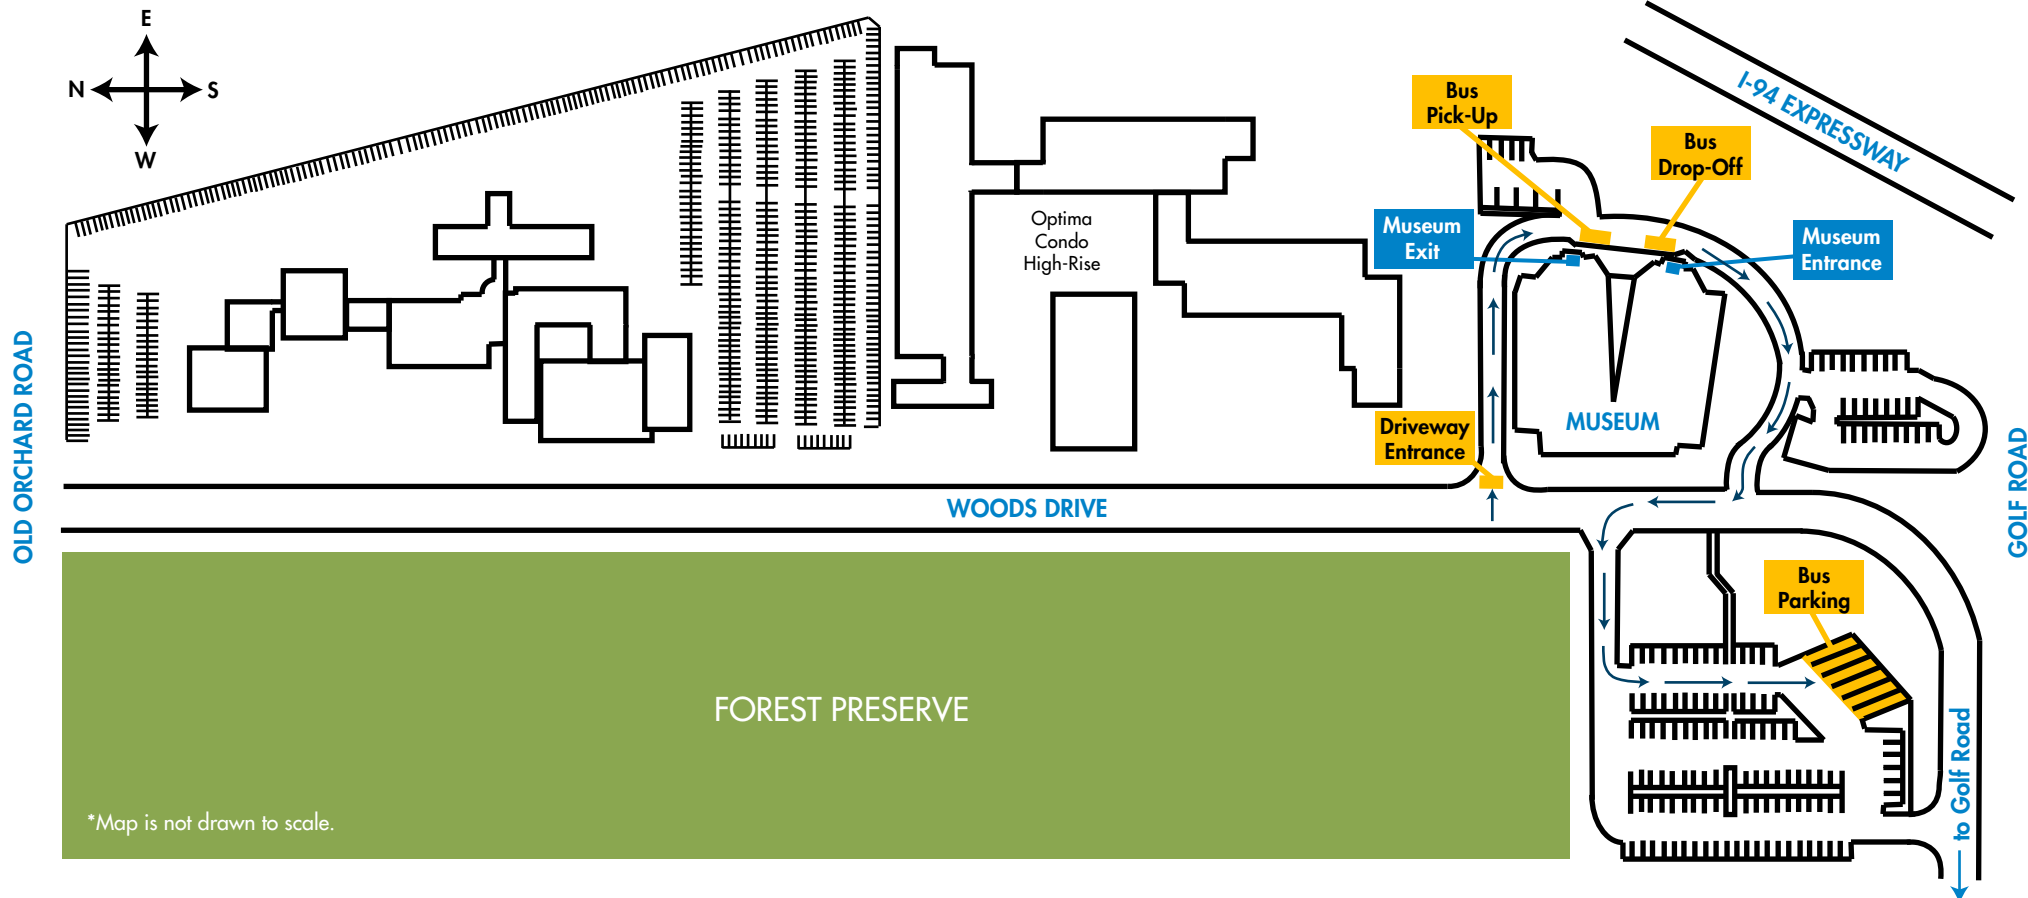 E
N
S
W
I-94 EXPRESSWAY
Bus
Pick-Up
Bus
Drop-Off
Museum
Exit
Museum
Entrance
Optima
Condo
High-Rise
MUSEUM
Driveway
Entrance
OLD ORCHARD ROAD
GOLF ROAD
WOODS DRIVE
Bus
Parking
FOREST PRESERVE
to Golf Road
*Map is not drawn to scale.